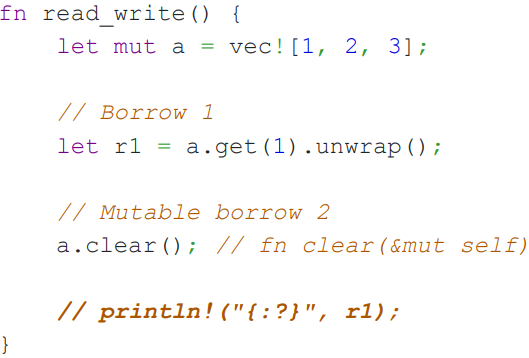 fn read_write() {
    let mut a = vec![1, 2, 3];
    // Borrow 1
    let r1 = a.get(1).unwrap();
    // Mutable borrow 2
    a.clear(); // fn clear(&mut self)
    // println!("{:?}", r1);
}